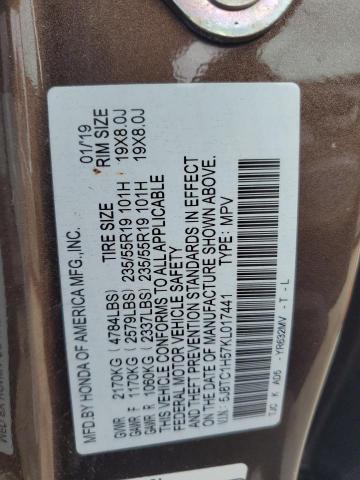 MFD.BY HONDA OF AMERICA MFG.,INC. 01/19
TIRE SIZE RIM SIZE
GVWR 2170KG (4784LBS)
GAWR F 1170KG (2579LBS) 235/55R19 101H 19X8.0J
GAWR R 1060KG (2337LBS) 235/55R19 101H 19X8.0J
THIS VEHICLE CONFORMS TO ALL APPLICABLE
FEDERAL MOTOR VEHICLE SAFETY
AND THEFT PREVENTION STANDARDS IN EFFECT
ON THE DATE OF MANUFACTURE SHOWN ABOVE.
V.I.N.: 5J8TC1H57KL017441 TYPE: MPV
TJC K AD5 - YR632MV - T - L